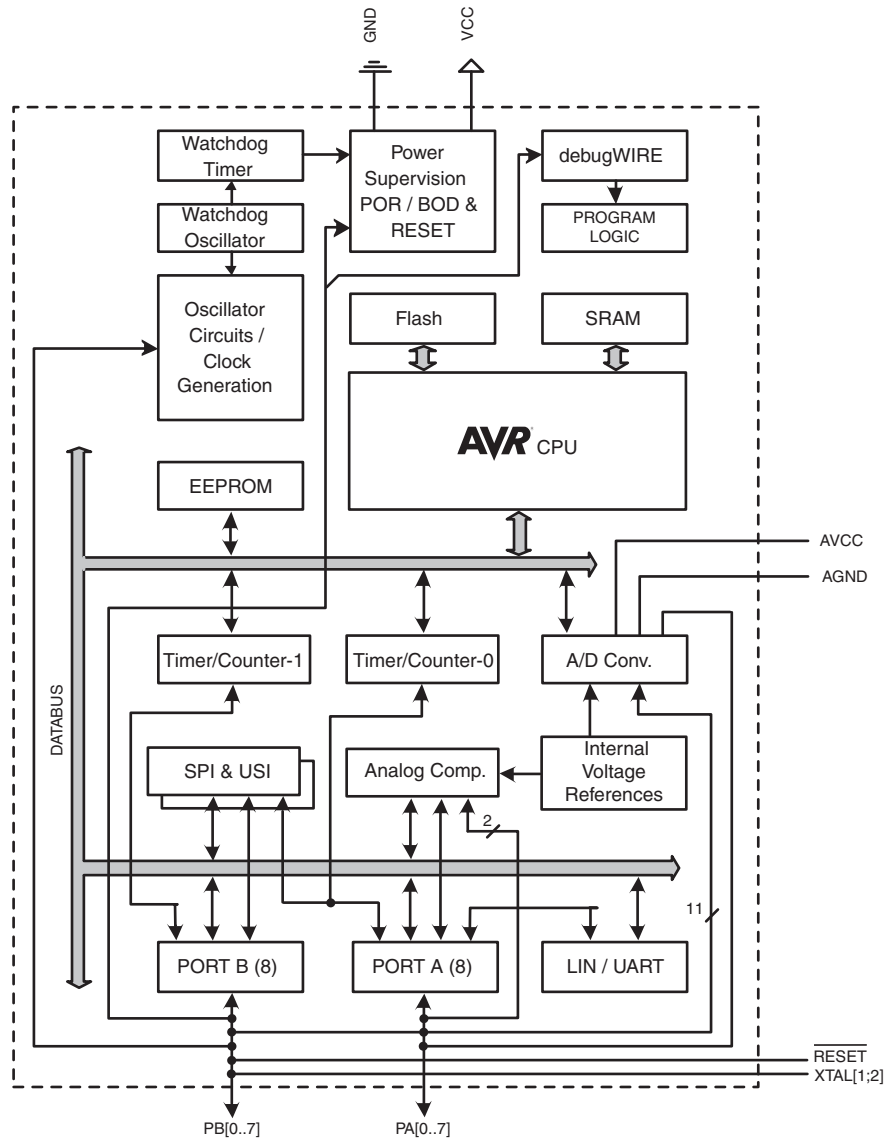 GND
VCC
Watchdog
Timer
Power
Supervision
POR / BOD &
RESET
debugWIRE
Watchdog
Oscillator
PROGRAM
LOGIC
Oscillator
Circuits /
Clock
Generation
Flash
SRAM
AVR® CPU
EEPROM
AVCC
AGND
Timer/Counter-1
Timer/Counter-0
A/D Conv.
DATABUS
SPI & USI
Analog Comp.
Internal
Voltage
References
2
11
PORT B (8)
PORT A (8)
LIN / UART
RESET
XTAL[1;2]
PB[0..7]
PA[0..7]